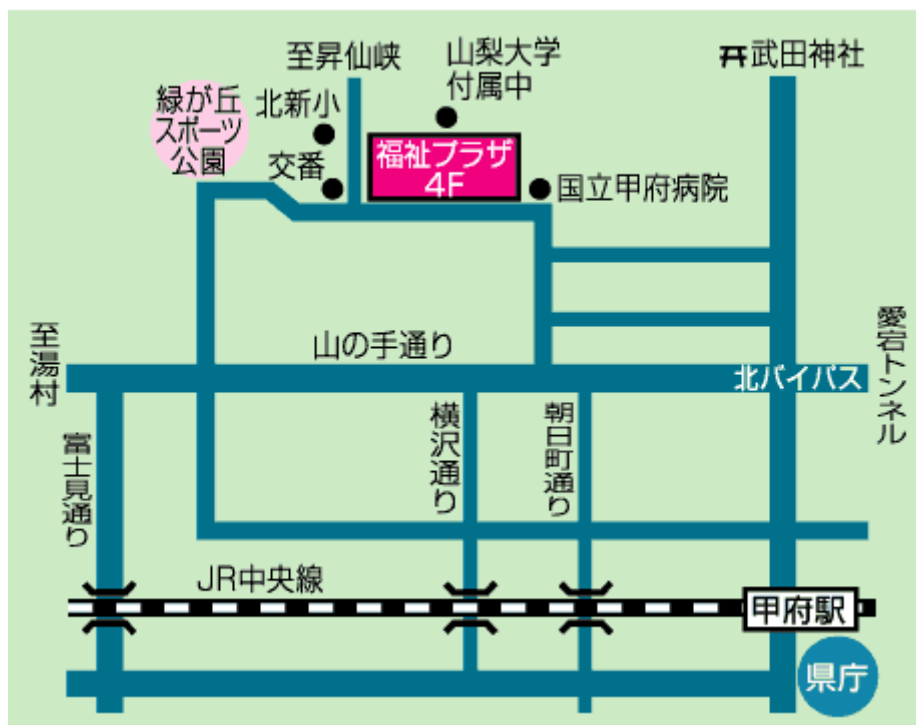 至昇仙峡
山梨大学
付属中
武田神社
緑が丘
スポーツ
公園
北新小
交番
福祉プラザ
4F
国立甲府病院
至湯村
山の手通り
北バイパス
愛宕トンネル
富士見通り
横沢通り
朝日町通り
JR中央線
甲府駅
県庁